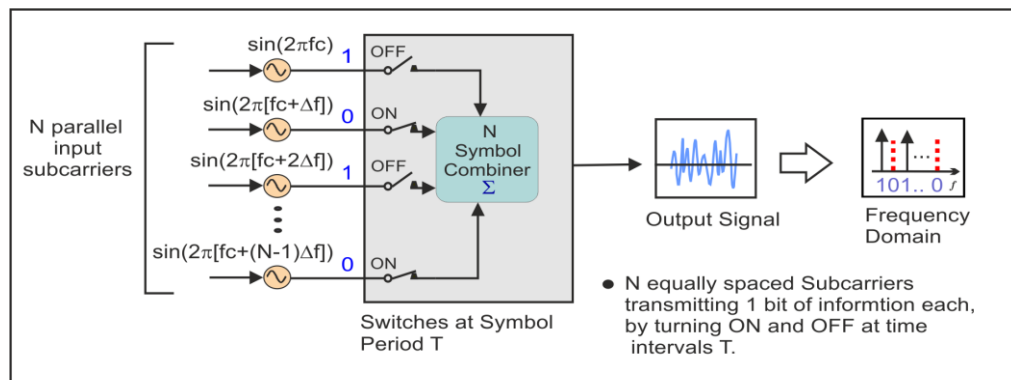 N parallel
input
subcarriers
sin(2πfc)
1
OFF
sin(2π[fc+Δf])
0
ON
sin(2π[fc+2Δf])
1
OFF
sin(2π[fc+(N-1)Δf])
0
ON
N
Symbol
Combiner
Σ
Switches at Symbol
Period T
Output Signal
...
f
101.. 0
Frequency
Domain
● N equally spaced Subcarriers
transmitting 1 bit of informtion each,
by turning ON and OFF at time
intervals T.